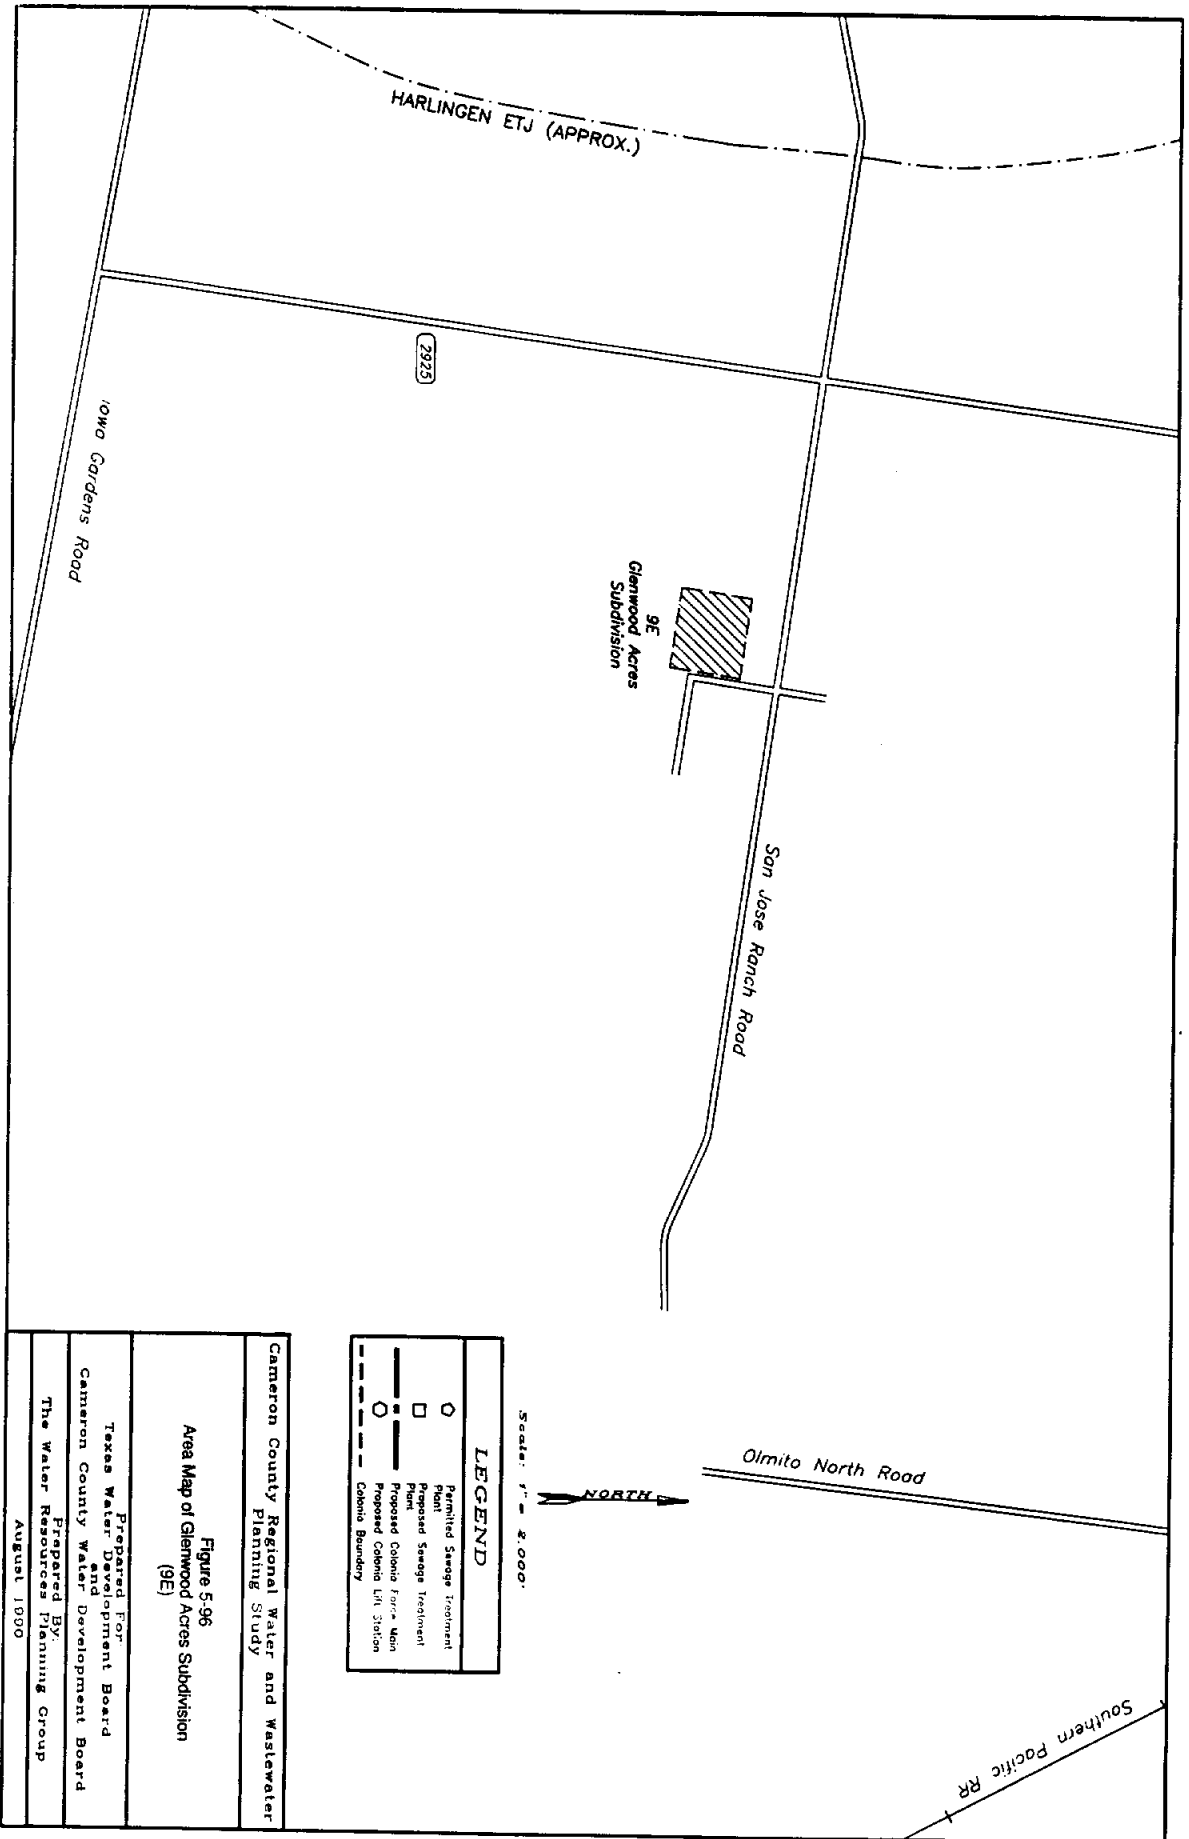 HARLINGEN ETJ (APPROX.)
2925
Iowa Gardens Road
9E
Glenwood Acres
Subdivision
San Jose Ranch Road
Olmito North Road
Southern Pacific RR
NORTH
Scale: 1" = 2,000'
LEGEND
Permitted Sewage Treatment
Plant
Proposed Sewage Treatment
Plant
Proposed Colonia Force Main
Proposed Colonia Lift Station
Colonia Boundary
Cameron County Regional Water and Wastewater
Planning Study
Figure 5-96
Area Map of Glenwood Acres Subdivision
(9E)
Prepared For:
Texas Water Development Board
and
Cameron County Water Development Board
Prepared By:
The Water Resources Planning Group
August 1990